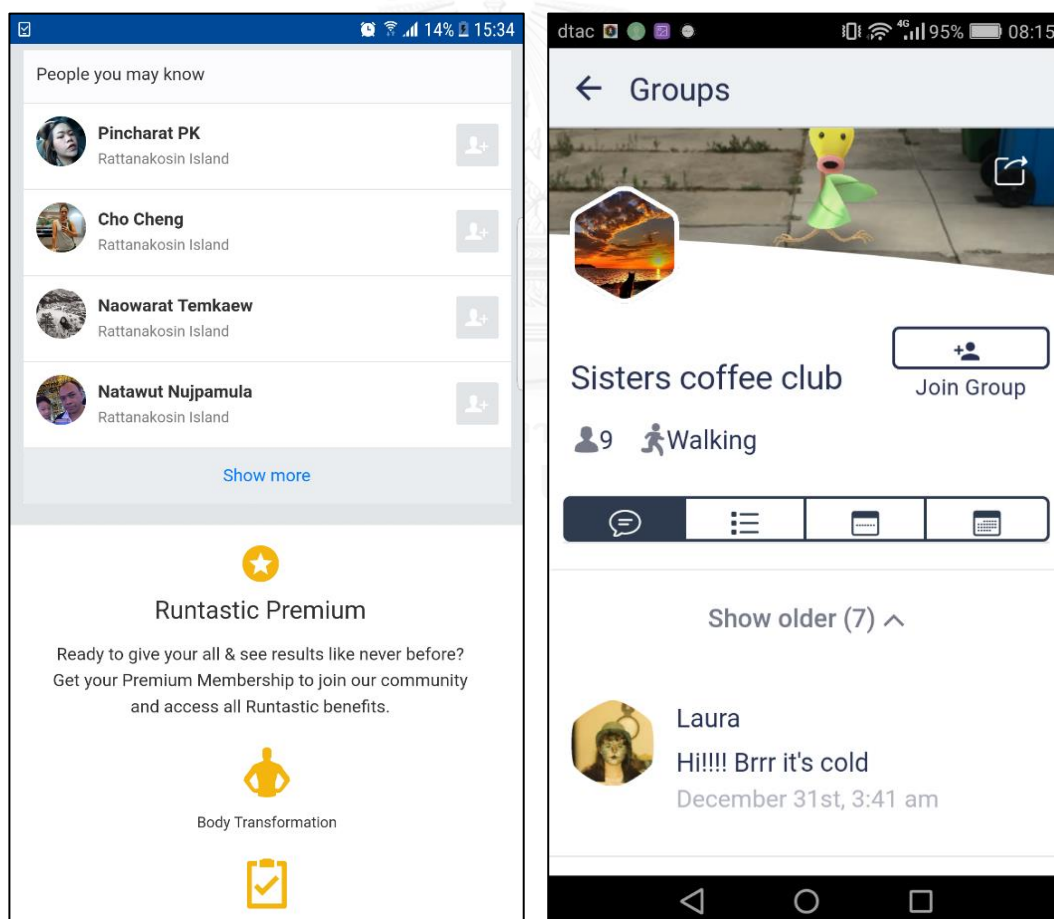 14% 15:34
People you may know
Pincharat PK
Rattanakosin Island
Cho Cheng
Rattanakosin Island
Naowarat Temkaew
Rattanakosin Island
Natawut Nujpamula
Rattanakosin Island
Show more
Runtastic Premium
Ready to give your all & see results like never before?
Get your Premium Membership to join our community
and access all Runtastic benefits.
Body Transformation
dtac 4G 95% 08:15
Groups
Sisters coffee club
Join Group
9 Walking
Show older (7)
Laura
Hi!!!! Brrr it's cold
December 31st, 3:41 am